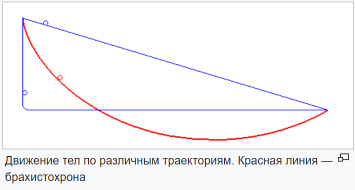 Движение тел по различным траекториям. Красная линия —
брахистохрона